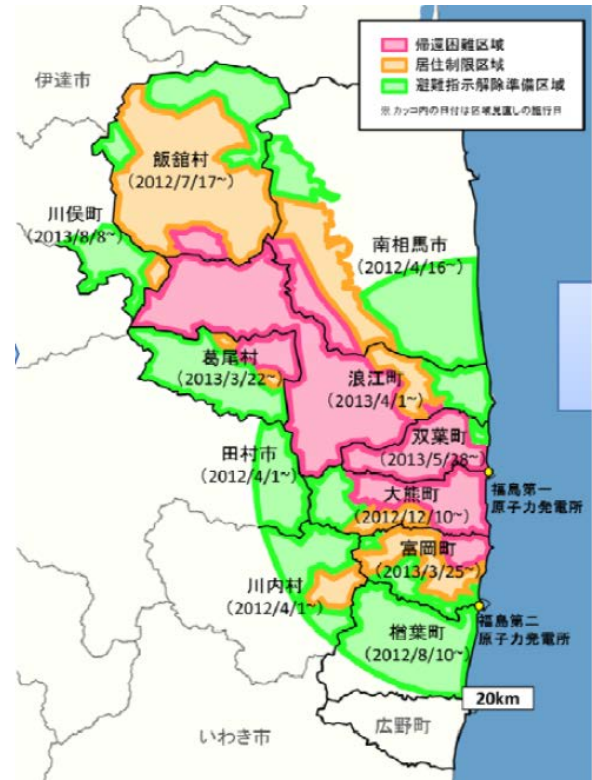 帰還困難区域
居住制限区域
避難指示解除準備区域
※カッコ内の日付は区域見直しの施行日
伊達市
飯舘村
(2012/7/17~)
川俣町
(2013/8/8~)
南相馬市
(2012/4/16~)
葛尾村
(2013/3/22~)
浪江町
(2013/4/1~)
双葉町
(2013/5/28~)
田村市
(2012/4/1~)
大熊町
(2012/12/10~)
福島第一
原子力発電所
富岡町
(2013/3/25~)
川内村
(2012/4/1~)
福島第二
原子力発電所
楢葉町
(2012/8/10~)
20km
広野町
いわき市